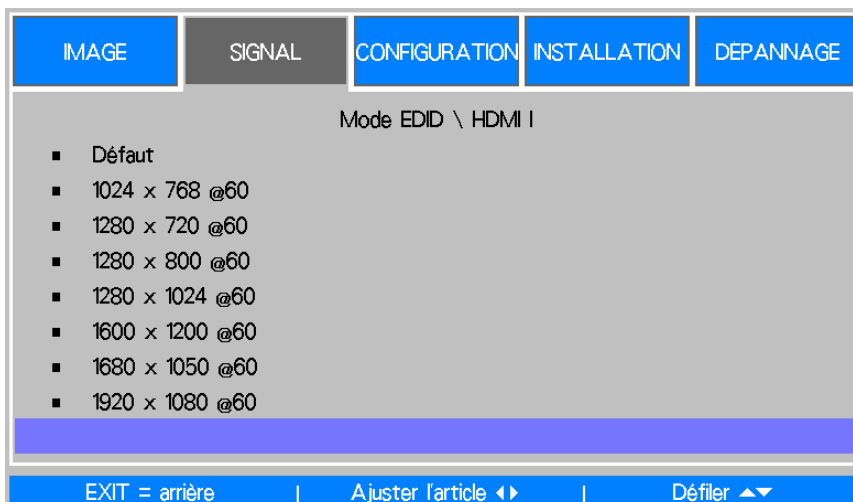 IMAGE SIGNAL CONFIGURATION INSTALLATION DÉPANNAGE
Mode EDID \ HDMI I
▪ Défaut
▪ 1024 x 768 @60
▪ 1280 x 720 @60
▪ 1280 x 800 @60
▪ 1280 x 1024 @60
▪ 1600 x 1200 @60
▪ 1680 x 1050 @60
▪ 1920 x 1080 @60
EXIT = arrière | Ajuster l'article ◂▸ | Défiler ▴▾